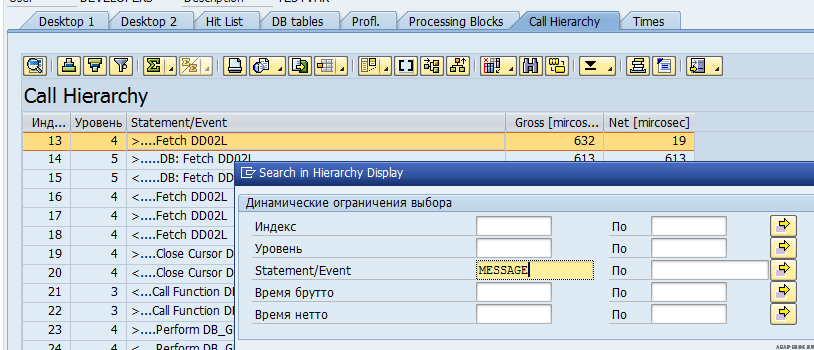 Desktop 1 Desktop 2 Hit List DB tables Profl. Processing Blocks Call Hierarchy Times
Call Hierarchy
Инд... Уровень Statement/Event Gross [mircos... Net [mircosec]
13 4 >....Fetch DD02L 632 19
14 5 >.....DB: Fetch DD02L 613 613
15 5 <.....DB: Fetch DD02L
16 4 <....Fetch DD02L
17 4 >....Fetch DD02L
18 4 <....Fetch DD02L
19 4 >....Close Cursor D
20 4 <....Close Cursor D
21 3 <...Call Function D
22 3 >...Call Function D
23 4 >....Perform DB_G
24 4 <....Perform DB_G
Search in Hierarchy Display
Динамические ограничения выбора
Индекс По
Уровень По
Statement/Event MESSAGE По
Время брутто По
Время нетто По